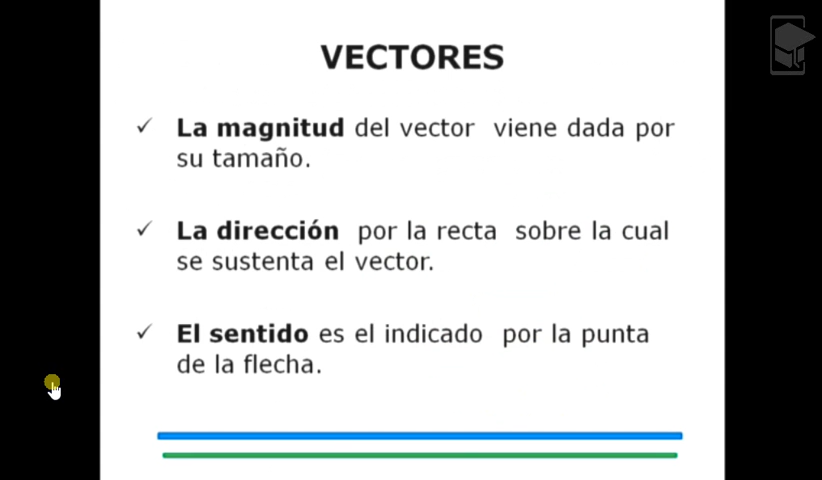 VECTORES
✓ La magnitud del vector viene dada por
su tamaño.
✓ La dirección por la recta sobre la cual
se sustenta el vector.
✓ El sentido es el indicado por la punta
de la flecha.